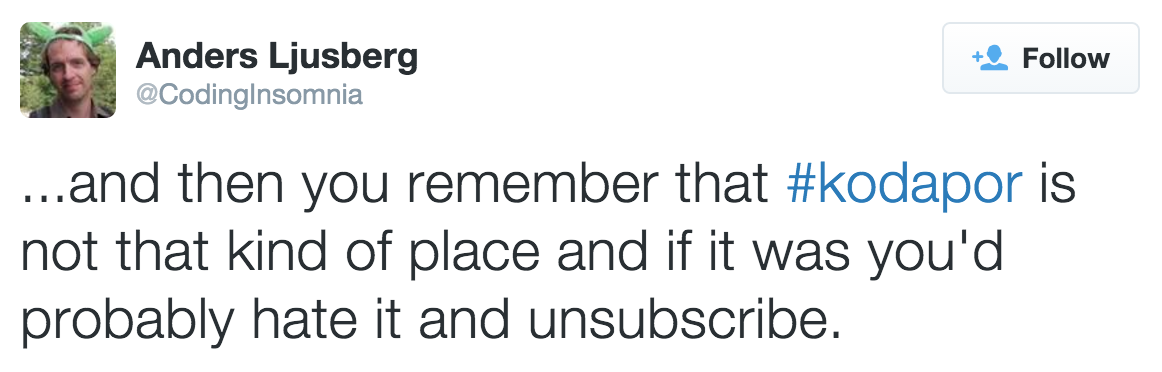 Anders Ljusberg
@CodingInsomnia
Follow
...and then you remember that #kodapor is
not that kind of place and if it was you'd
probably hate it and unsubscribe.